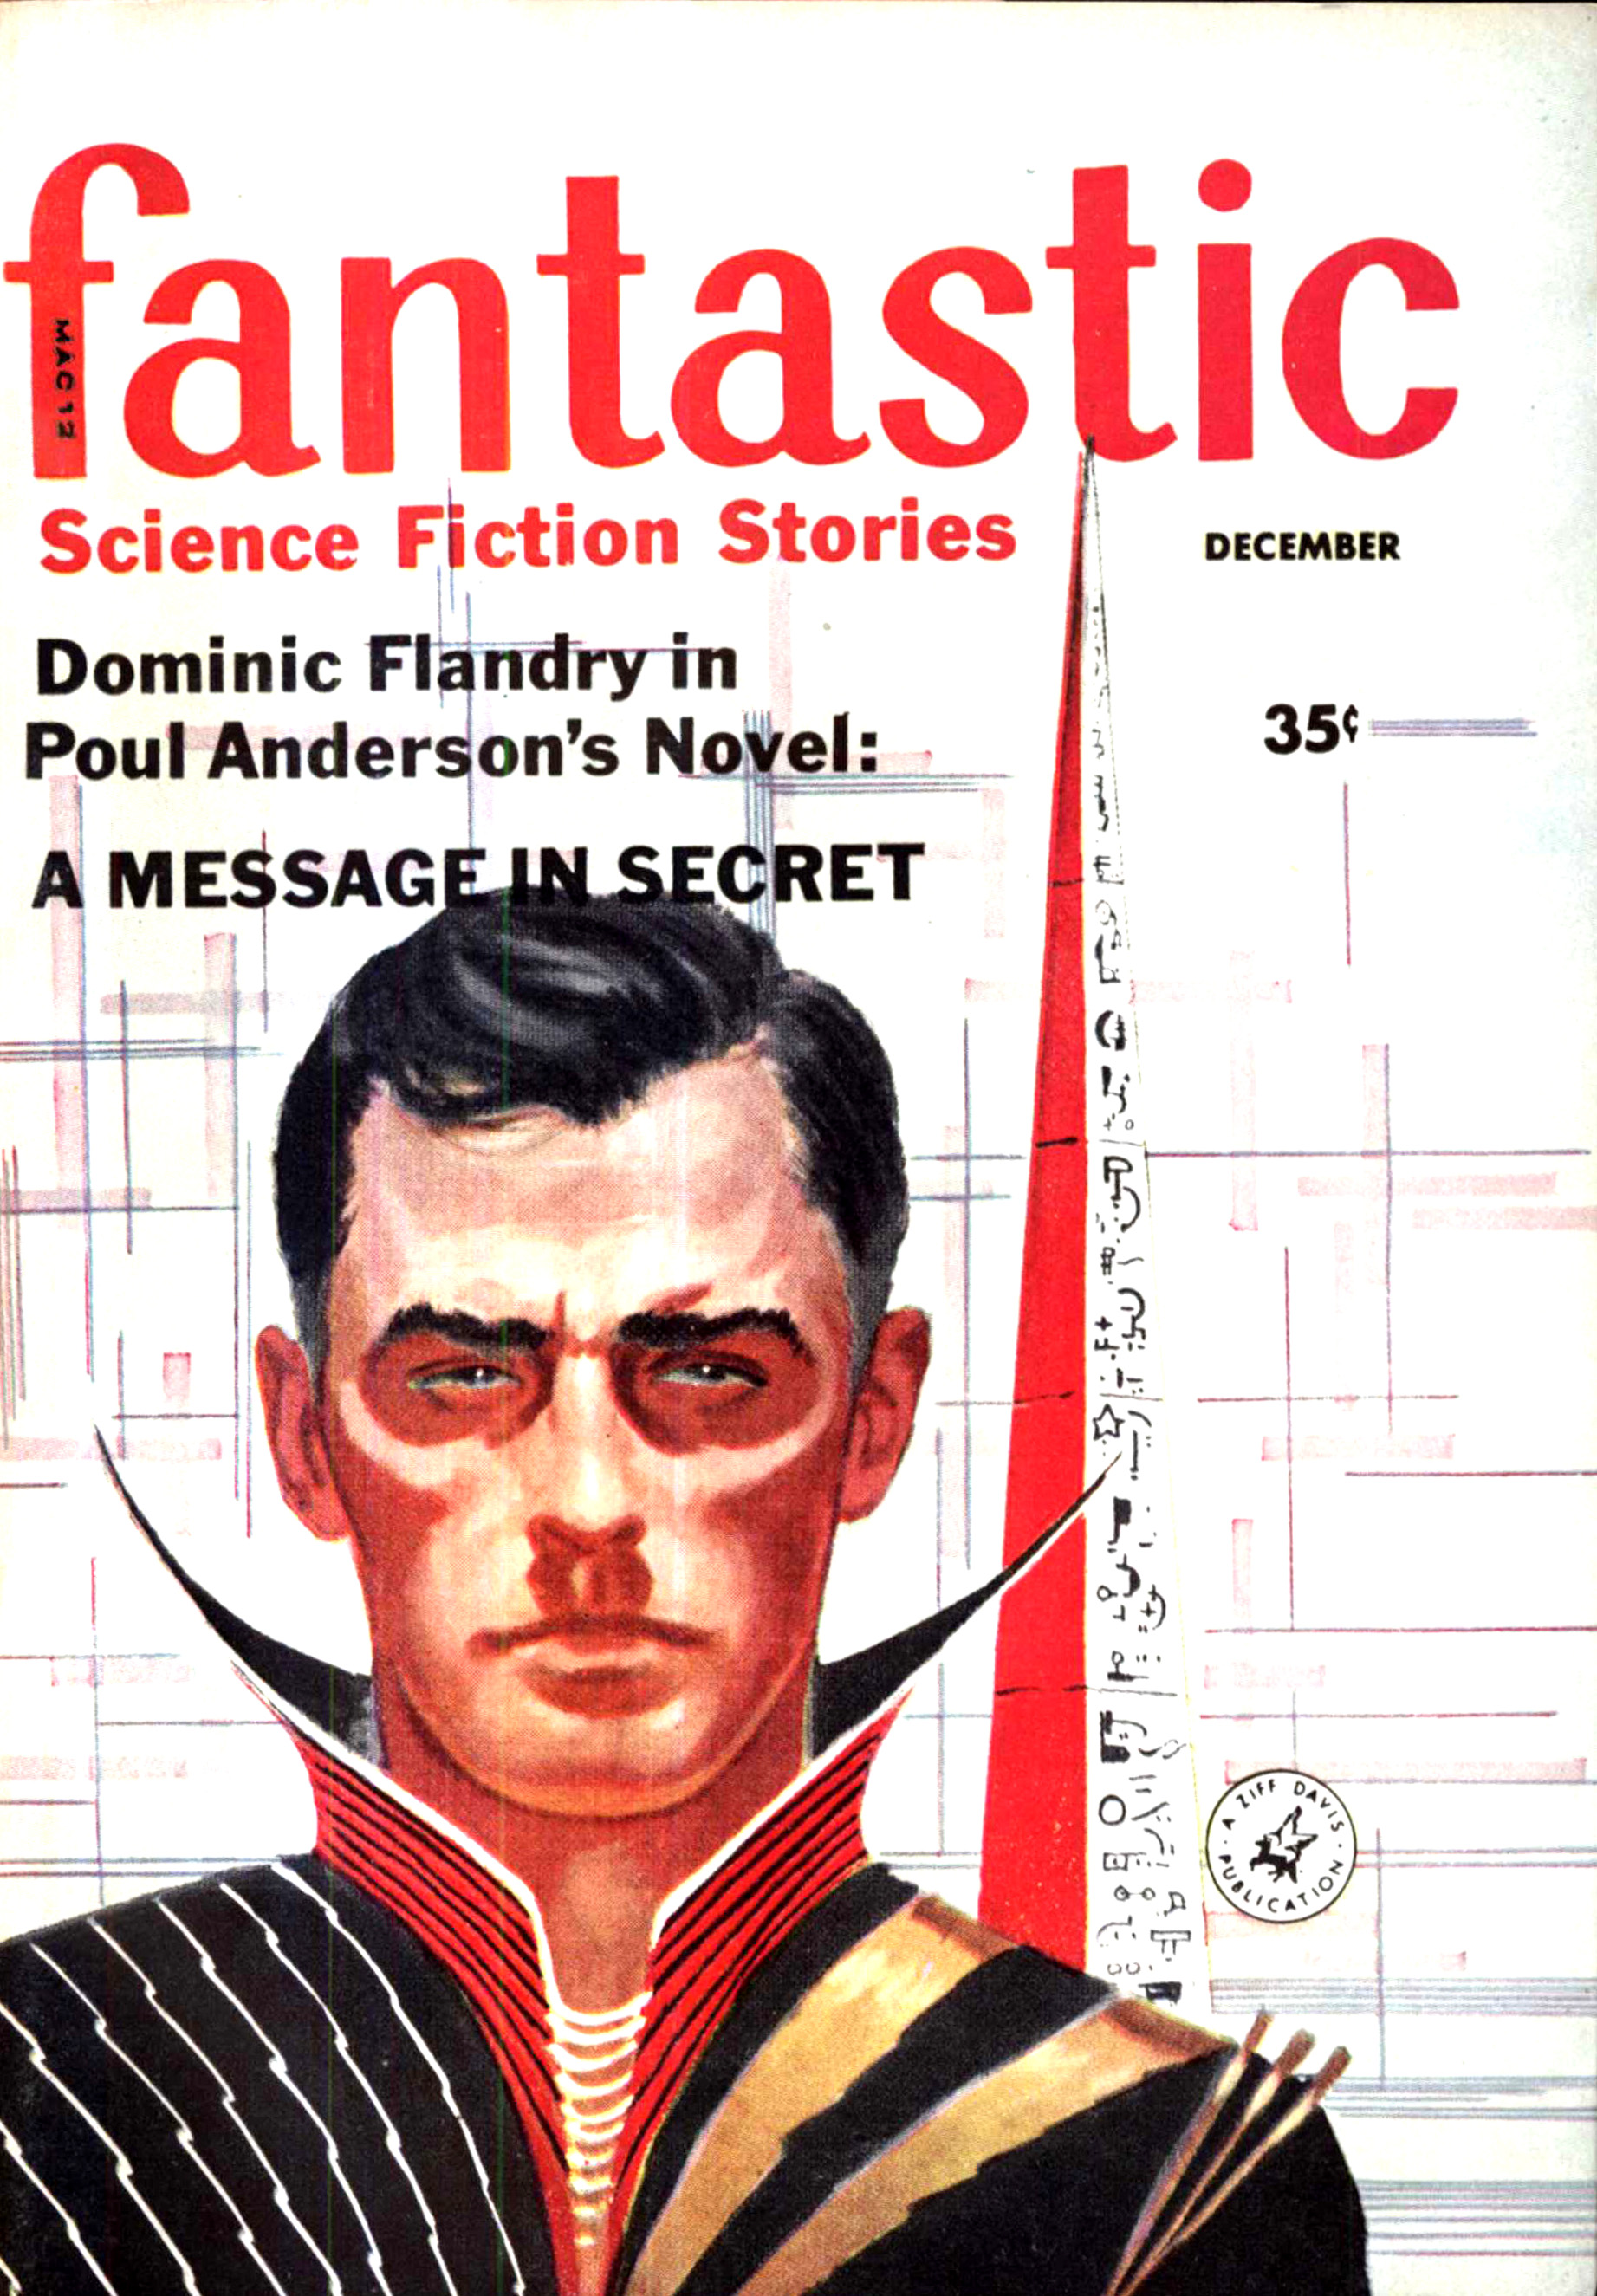 fantastic
MAC 12
Science Fiction Stories
DECEMBER
Dominic Flandry in
Poul Anderson's Novel:
35¢
A MESSAGE IN SECRET
· A ZIFF DAVIS · PUBLICATION